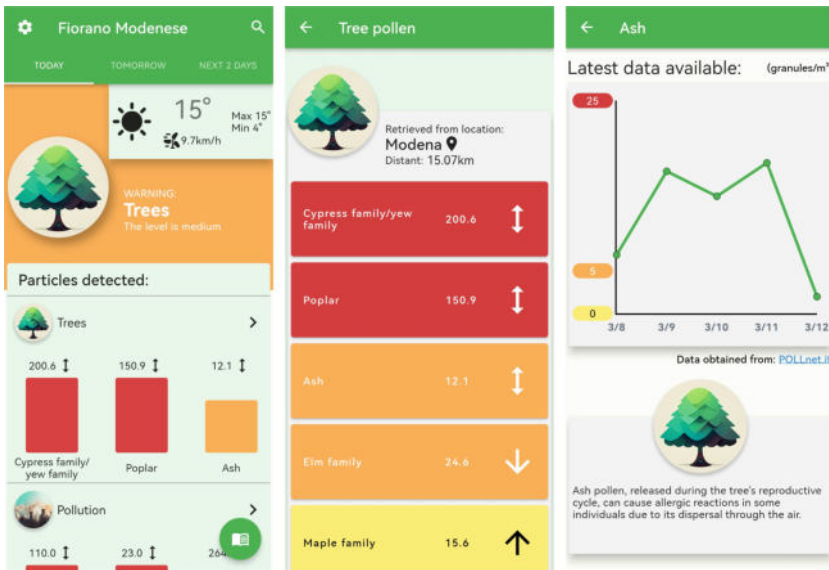 Fiorano Modenese
TODAY
TOMORROW
NEXT 2 DAYS
15°
Max 15°
Min 4°
9.7km/h
WARNING:
Trees
The level is medium
Particles detected:
Trees
200.6
150.9
12.1
Cypress family/
yew family
Poplar
Ash
Pollution
110.0
23.0
264
Tree pollen
Retrieved from location:
Modena
Distant: 15.07km
Cypress family/yew
family
200.6
Poplar
150.9
Ash
12.1
Elm family
24.6
Maple family
15.6
Ash
Latest data available:
(granules/m³
25
5
0
3/8
3/9
3/10
3/11
3/12
Data obtained from: POLLnet.it
Ash pollen, released during the tree's reproductive
cycle, can cause allergic reactions in some
individuals due to its dispersal through the air.